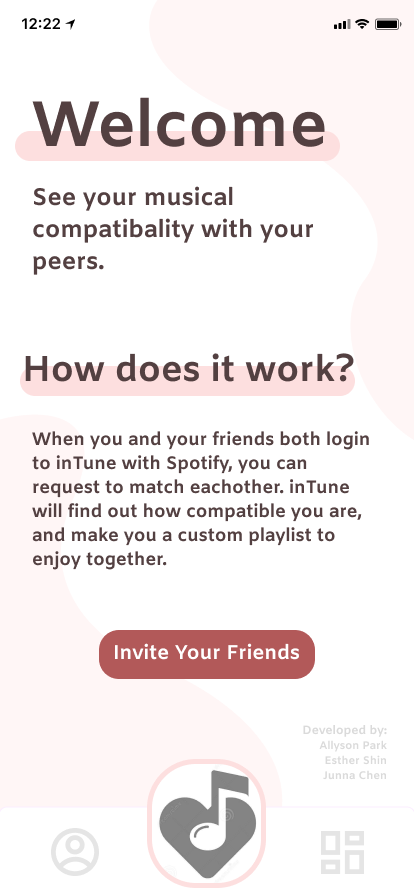 12:22
Welcome
See your musical
compatibality with your
peers.
How does it work?
When you and your friends both login
to inTune with Spotify, you can
request to match eachother. inTune
will find out how compatible you are,
and make you a custom playlist to
enjoy together.
Invite Your Friends
Developed by:
Allyson Park
Esther Shin
Junna Chen